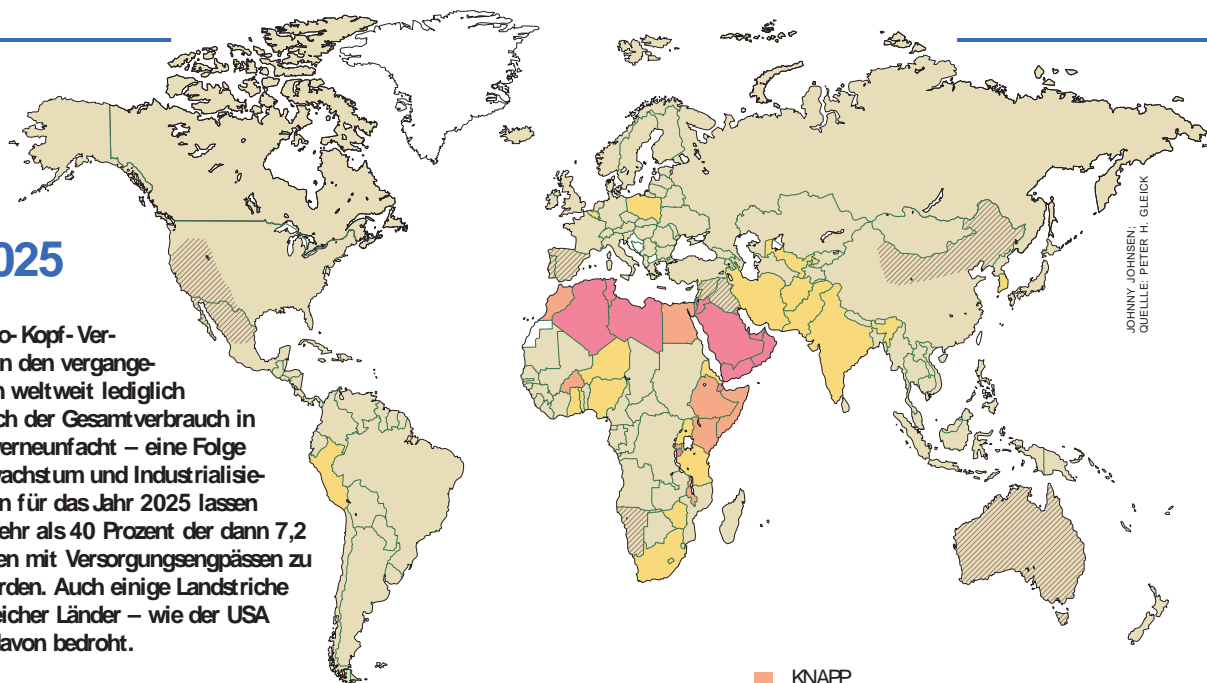 025
o-Kopf-Ver-
n den vergange-
n weltweit lediglich
ch der Gesamtverbrauch in
verneunfacht – eine Folge
wachstum und Industrialisie-
n für das Jahr 2025 lassen
ehr als 40 Prozent der dann 7,2
en mit Versorgungsengpässen zu
rden. Auch einige Landstriche
eicher Länder – wie der USA
davon bedroht.
JOHNNY JOHNSEN;
QUELLLE: PETER H. GLEICK
KNAPP